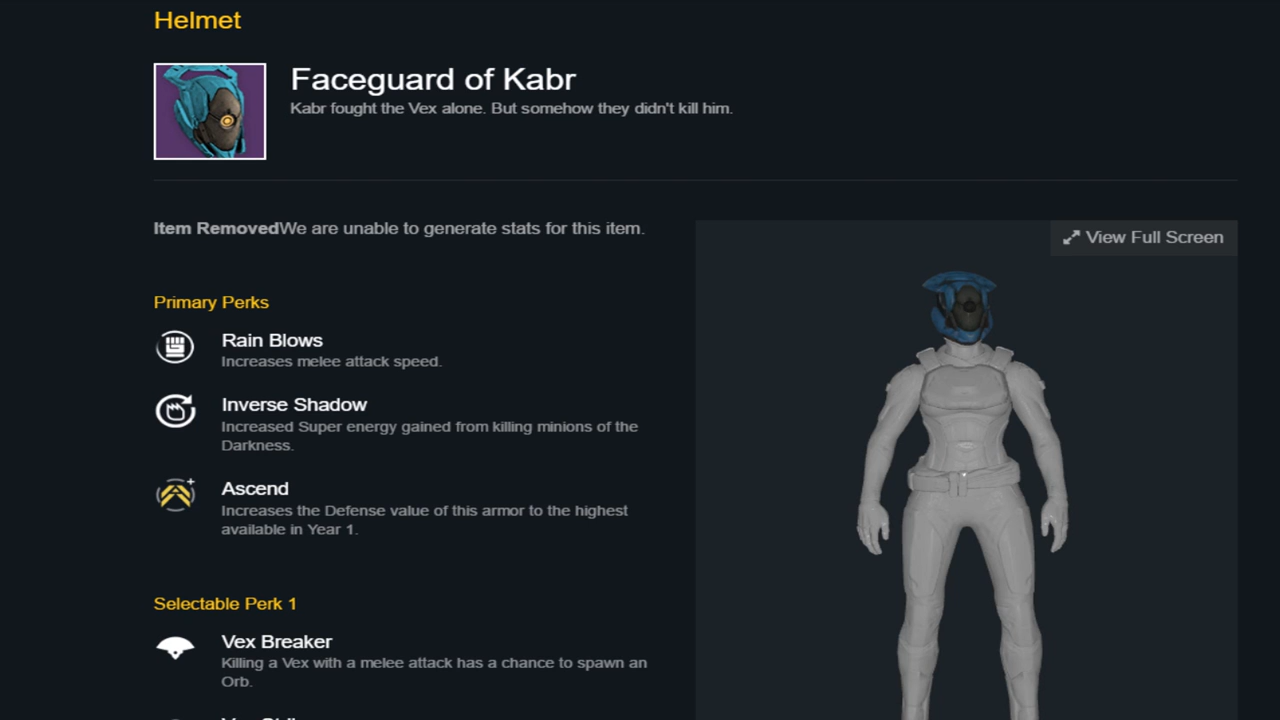 Helmet
Faceguard of Kabr
Kabr fought the Vex alone. But somehow they didn't kill him.
Item RemovedWe are unable to generate stats for this item.
View Full Screen
Primary Perks
Rain Blows
Increases melee attack speed.
Inverse Shadow
Increased Super energy gained from killing minions of the
Darkness.
Ascend
Increases the Defense value of this armor to the highest
available in Year 1.
Selectable Perk 1
Vex Breaker
Killing a Vex with a melee attack has a chance to spawn an
Orb.